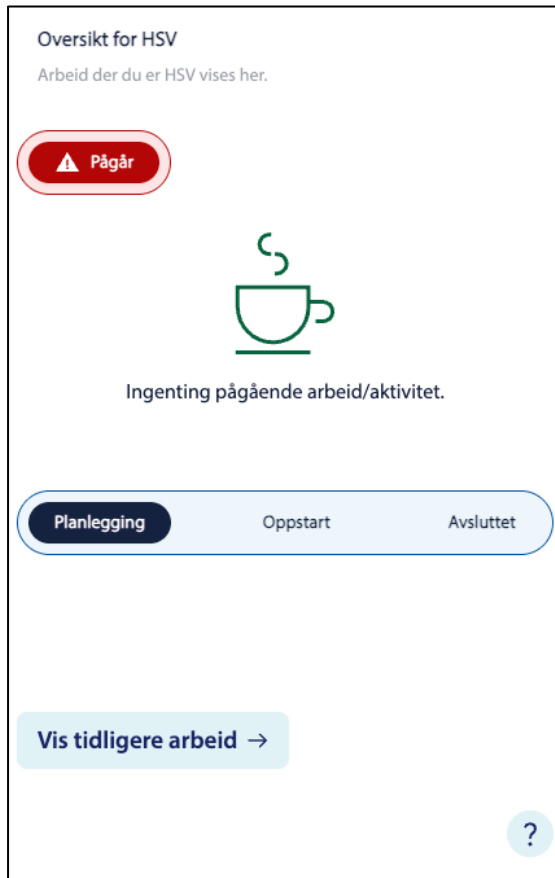 Oversikt for HSV
Arbeid der du er HSV vises her.
Pågår
Ingenting pågående arbeid/aktivitet.
Planlegging Oppstart Avsluttet
Vis tidligere arbeid →
?